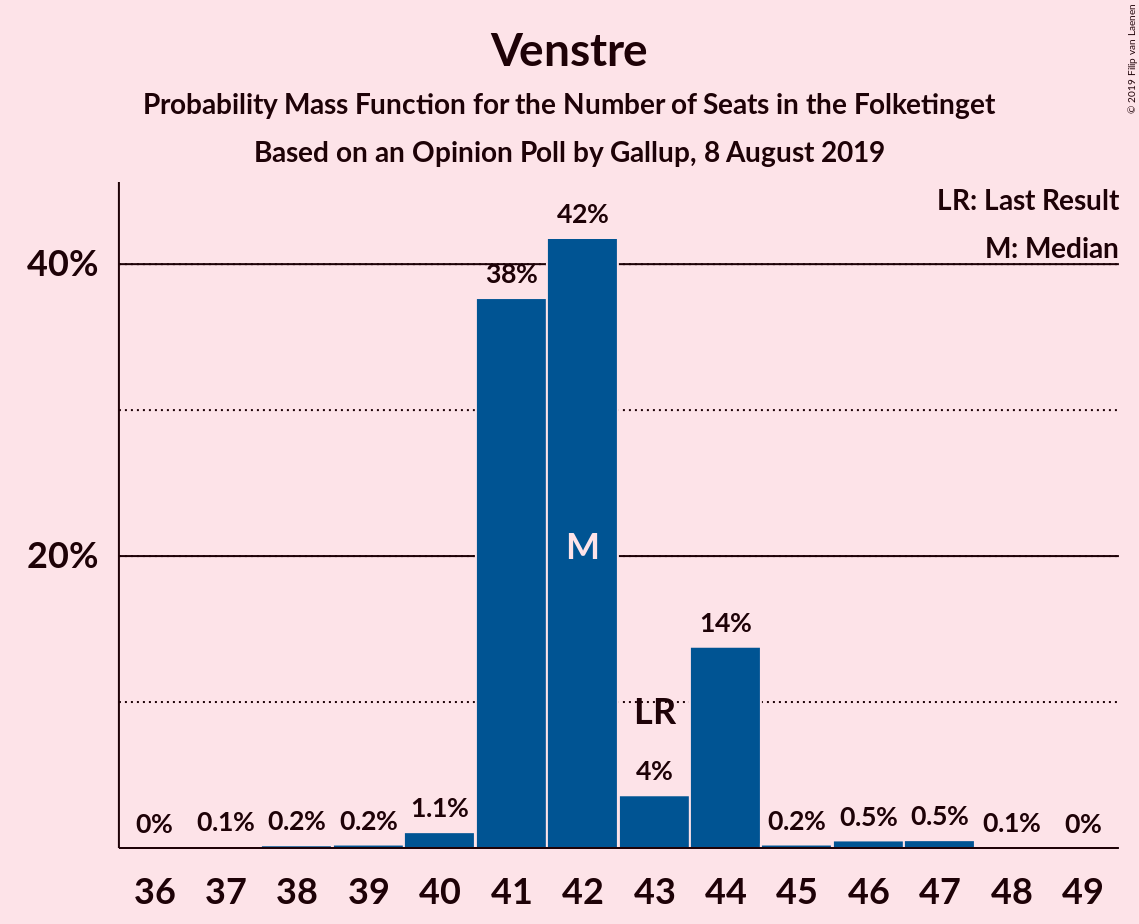 Venstre
Probability Mass Function for the Number of Seats in the Folketinget
Based on an Opinion Poll by Gallup, 8 August 2019
© 2019 Filip van Laenen
LR: Last Result
M: Median
40%
20%
0%
0.1%
0.2%
0.2%
1.1%
38%
42%
4%
14%
0.2%
0.5%
0.5%
0.1%
0%
M
LR
36 37 38 39 40 41 42 43 44 45 46 47 48 49